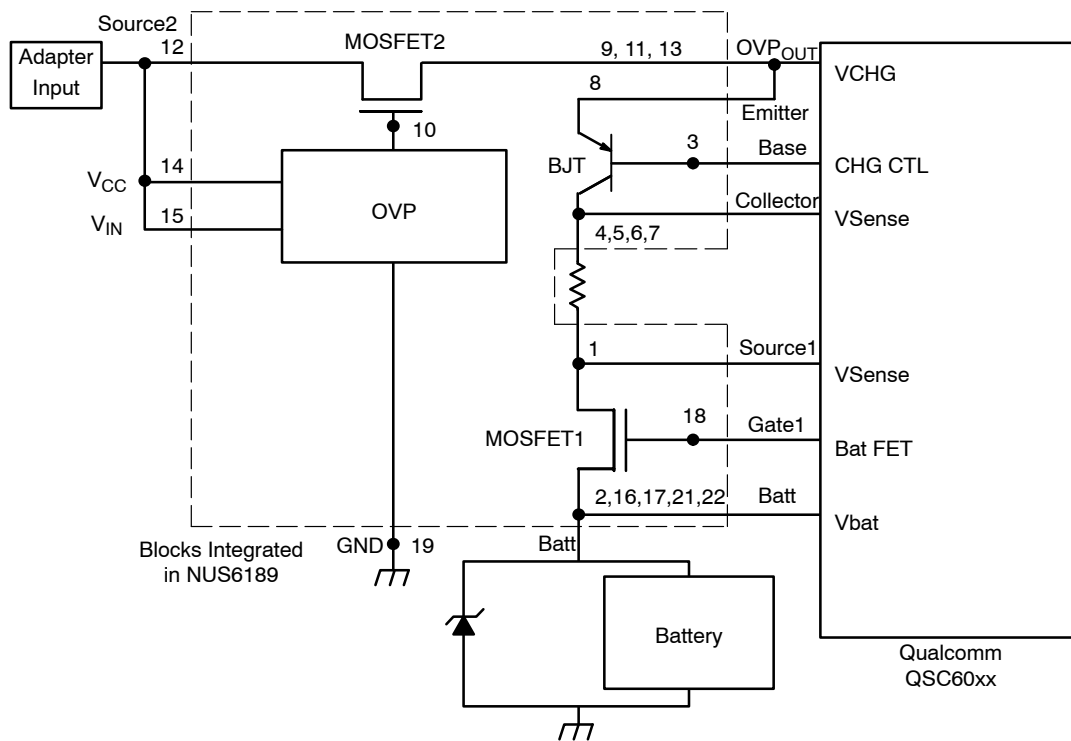 Source2
12
Adapter
Input
MOSFET2
9, 11, 13
OVPOUT
VCHG
8
Emitter
10
BJT
3
Base
CHG CTL
VCC
14
OVP
Collector
VSense
VIN
15
4,5,6,7
1
Source1
VSense
MOSFET1
18
Gate1
Bat FET
2,16,17,21,22
Batt
Vbat
Blocks Integrated
in NUS6189
GND
19
Batt
Battery
Qualcomm
QSC60xx